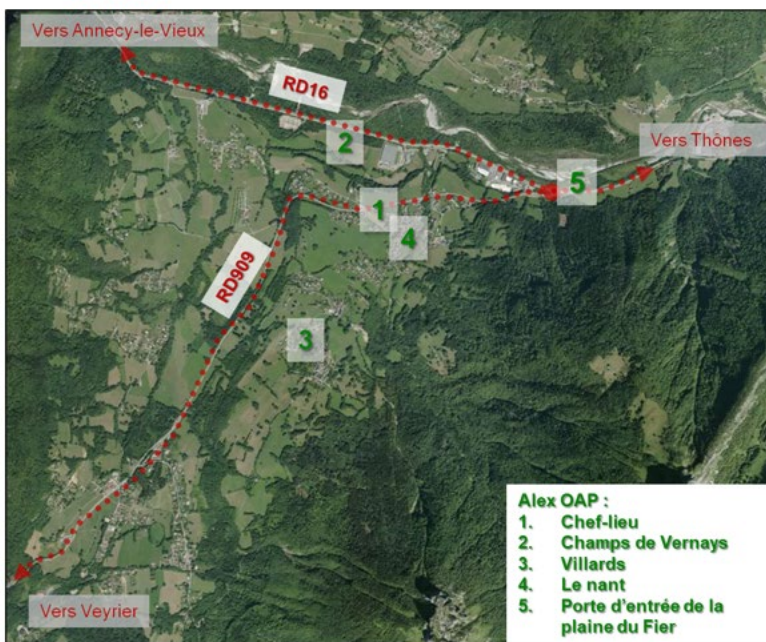 Vers Annecy-le-Vieux
RD16
Vers Thônes
2
5
1
4
RD909
3
Alex OAP :
1. Chef-lieu
2. Champs de Vernays
3. Villards
4. Le nant
5. Porte d'entrée de la
plaine du Fier
Vers Veyrier